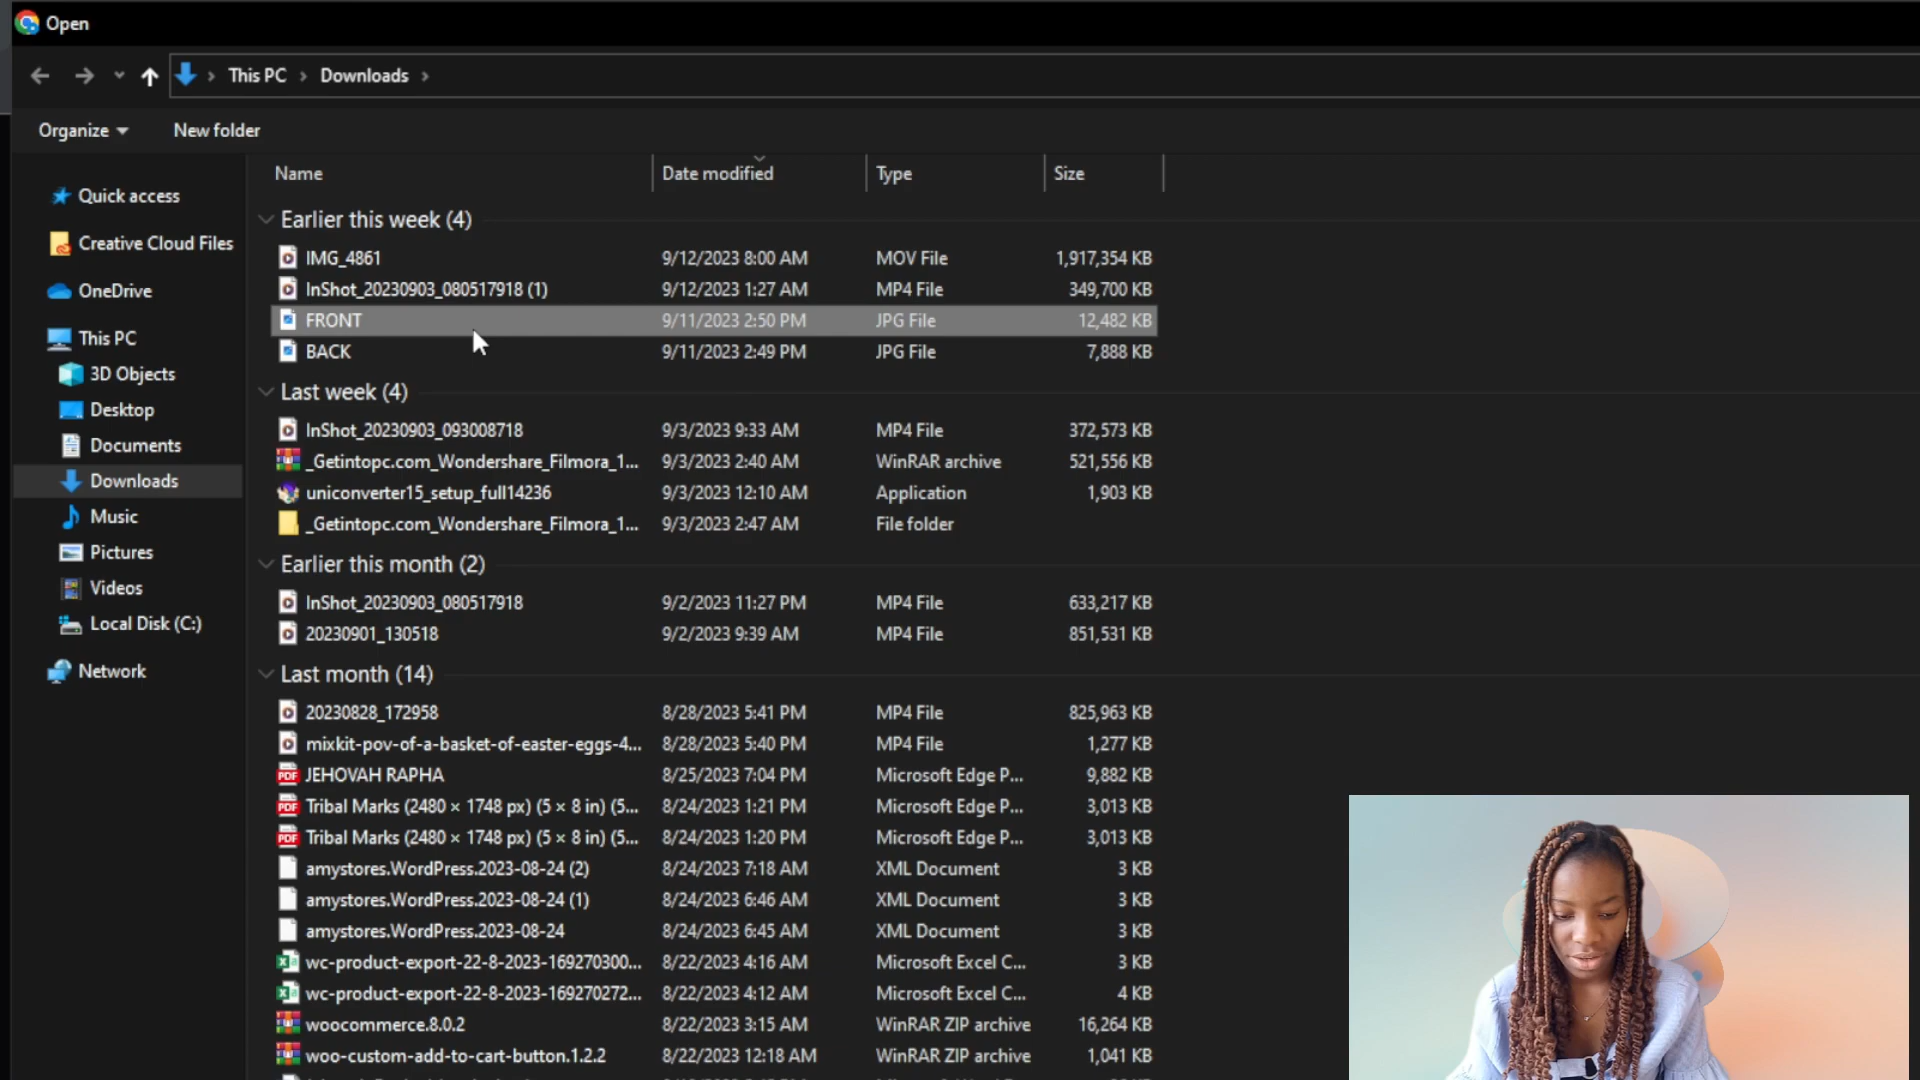 Open
This PC > Downloads >
Organize New folder
Name Date modified Type Size
Quick access
Creative Cloud Files
OneDrive
This PC
3D Objects
Desktop
Documents
Downloads
Music
Pictures
Videos
Local Disk (C:)
Network
Earlier this week (4)
IMG_4861 9/12/2023 8:00 AM MOV File 1,917,354 KB
InShot_20230903_080517918 (1) 9/12/2023 1:27 AM MP4 File 349,700 KB
FRONT 9/11/2023 2:50 PM JPG File 12,482 KB
BACK 9/11/2023 2:49 PM JPG File 7,888 KB
Last week (4)
InShot_20230903_093008718 9/3/2023 9:33 AM MP4 File 372,573 KB
_Getintopc.com_Wondershare_Filmora_1... 9/3/2023 2:40 AM WinRAR archive 521,556 KB
uniconverter15_setup_full14236 9/3/2023 12:10 AM Application 1,903 KB
_Getintopc.com_Wondershare_Filmora_1... 9/3/2023 2:47 AM File folder
Earlier this month (2)
InShot_20230903_080517918 9/2/2023 11:27 PM MP4 File 633,217 KB
20230901_130518 9/2/2023 9:39 AM MP4 File 851,531 KB
Last month (14)
20230828_172958 8/28/2023 5:41 PM MP4 File 825,963 KB
mixkit-pov-of-a-basket-of-easter-eggs-4... 8/28/2023 5:40 PM MP4 File 1,277 KB
PDF JEHOVAH RAPHA 8/25/2023 7:04 PM Microsoft Edge P... 9,882 KB
PDF Tribal Marks (2480 × 1748 px) (5 × 8 in) (5... 8/24/2023 1:21 PM Microsoft Edge P... 3,013 KB
PDF Tribal Marks (2480 × 1748 px) (5 × 8 in) (5... 8/24/2023 1:20 PM Microsoft Edge P... 3,013 KB
amystores.WordPress.2023-08-24 (2) 8/24/2023 7:18 AM XML Document 3 KB
amystores.WordPress.2023-08-24 (1) 8/24/2023 6:46 AM XML Document 3 KB
amystores.WordPress.2023-08-24 8/24/2023 6:45 AM XML Document 3 KB
wc-product-export-22-8-2023-169270300... 8/22/2023 4:16 AM Microsoft Excel C... 3 KB
wc-product-export-22-8-2023-169270272... 8/22/2023 4:12 AM Microsoft Excel C... 4 KB
woocommerce.8.0.2 8/22/2023 3:15 AM WinRAR ZIP archive 16,264 KB
woo-custom-add-to-cart-button.1.2.2 8/22/2023 12:18 AM WinRAR ZIP archive 1,041 KB